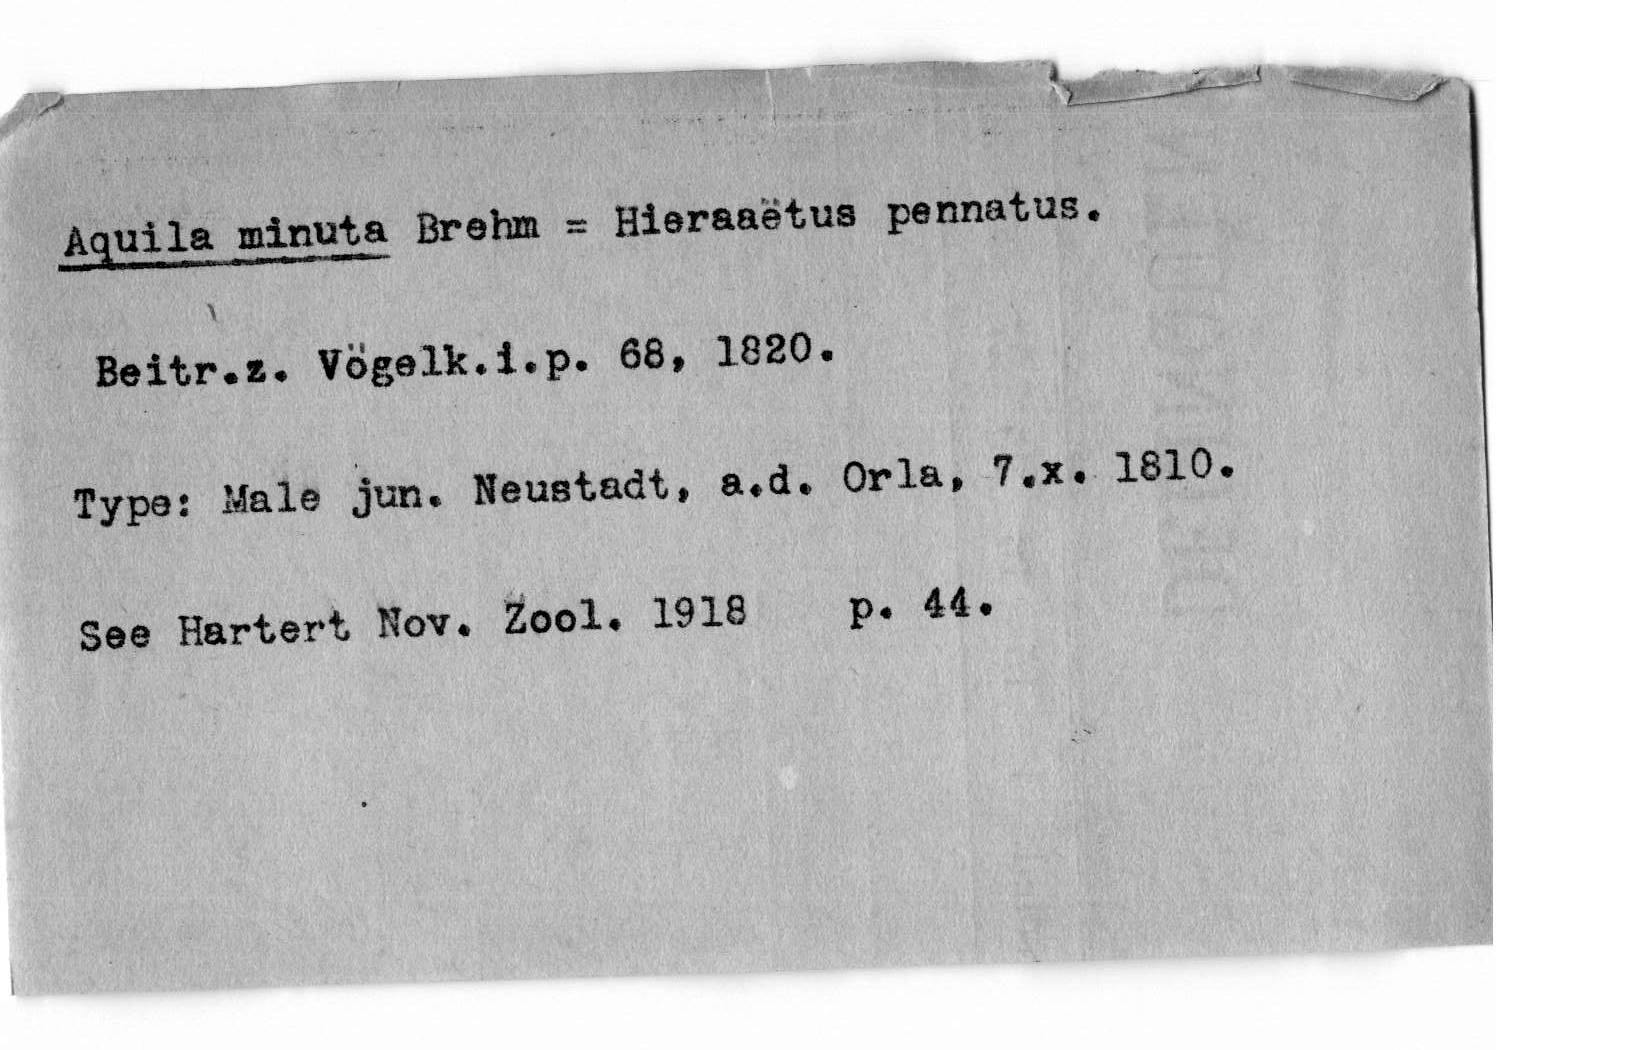 Aquila minuta Brehm = Hieraaëtus pennatus.
Beitr.z. Vögelk.i.p. 68, 1820.
Type: Male jun. Neustadt, a.d. Orla, 7.x. 1810.
See Hartert Nov. Zool. 1918 p. 44.